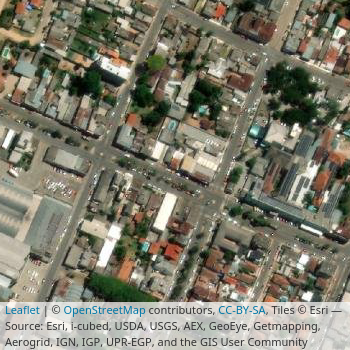 Leaflet | © OpenStreetMap contributors, CC-BY-SA, Tiles © Esri —
Source: Esri, i-cubed, USDA, USGS, AEX, GeoEye, Getmapping,
Aerogrid, IGN, IGP, UPR-EGP, and the GIS User Community